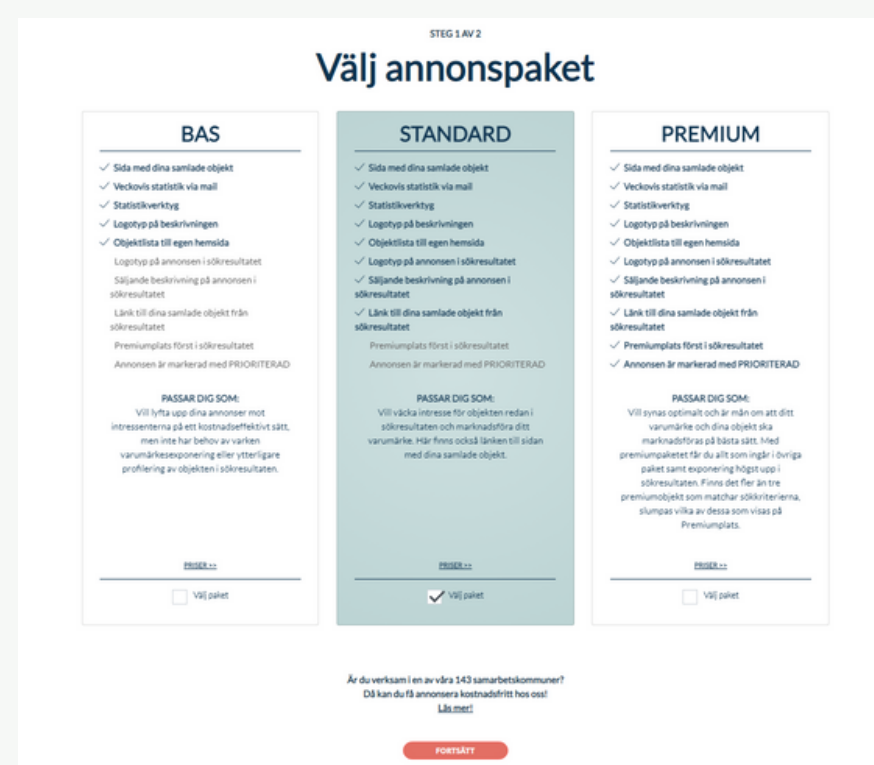 STEG 1 AV 2
Välj annonspaket
BAS
Sida med dina samlade objekt
Veckovis statistik via mail
Statistikverktyg
Logotyp på beskrivningen
Objektlista till egen hemsida
Logotyp på annonsen i sökresultatet
Säljande beskrivning på annonsen i
sökresultatet
Länk till dina samlade objekt från
sökresultatet
Premiumplats först i sökresultatet
Annonsen är markerad med PRIORITERAD
PASSAR DIG SOM:
Vill lyfta upp dina annonser mot
intressenterna på ett kostnadseffektivt sätt,
men inte har behov av varken
varumärkesexponering eller ytterligare
profilering av objekten i sökresultaten.
PRISER >>
Välj paket
STANDARD
Sida med dina samlade objekt
Veckovis statistik via mail
Statistikverktyg
Logotyp på beskrivningen
Objektlista till egen hemsida
Logotyp på annonsen i sökresultatet
Säljande beskrivning på annonsen i
sökresultatet
Länk till dina samlade objekt från
sökresultatet
Premiumplats först i sökresultatet
Annonsen är markerad med PRIORITERAD
PASSAR DIG SOM:
Vill väcka intresse för objekten redan i
sökresultaten och marknadsföra ditt
varumärke. Här finns också länken till sidan
med dina samlade objekt.
PRISER >>
Välj paket
PREMIUM
Sida med dina samlade objekt
Veckovis statistik via mail
Statistikverktyg
Logotyp på beskrivningen
Objektlista till egen hemsida
Logotyp på annonsen i sökresultatet
Säljande beskrivning på annonsen i
sökresultatet
Länk till dina samlade objekt från
sökresultatet
Premiumplats först i sökresultatet
Annonsen är markerad med PRIORITERAD
PASSAR DIG SOM:
Vill synas optimalt och är mån om att ditt
varumärke och dina objekt ska
marknadsföras på bästa sätt. Med
premiumpaketet får du allt som ingår i övriga
paket samt exponering högst upp i
sökresultaten. Finns det fler än tre
premiumobjekt som matchar sökkriterierna,
slumpas vilka av dessa som visas på
Premiumplats.
PRISER >>
Välj paket
Är du verksam i en av våra 143 samarbetskommuner?
Då kan du få annonsera kostnadsfritt hos oss!
Läs mer!
FORTSÄTT